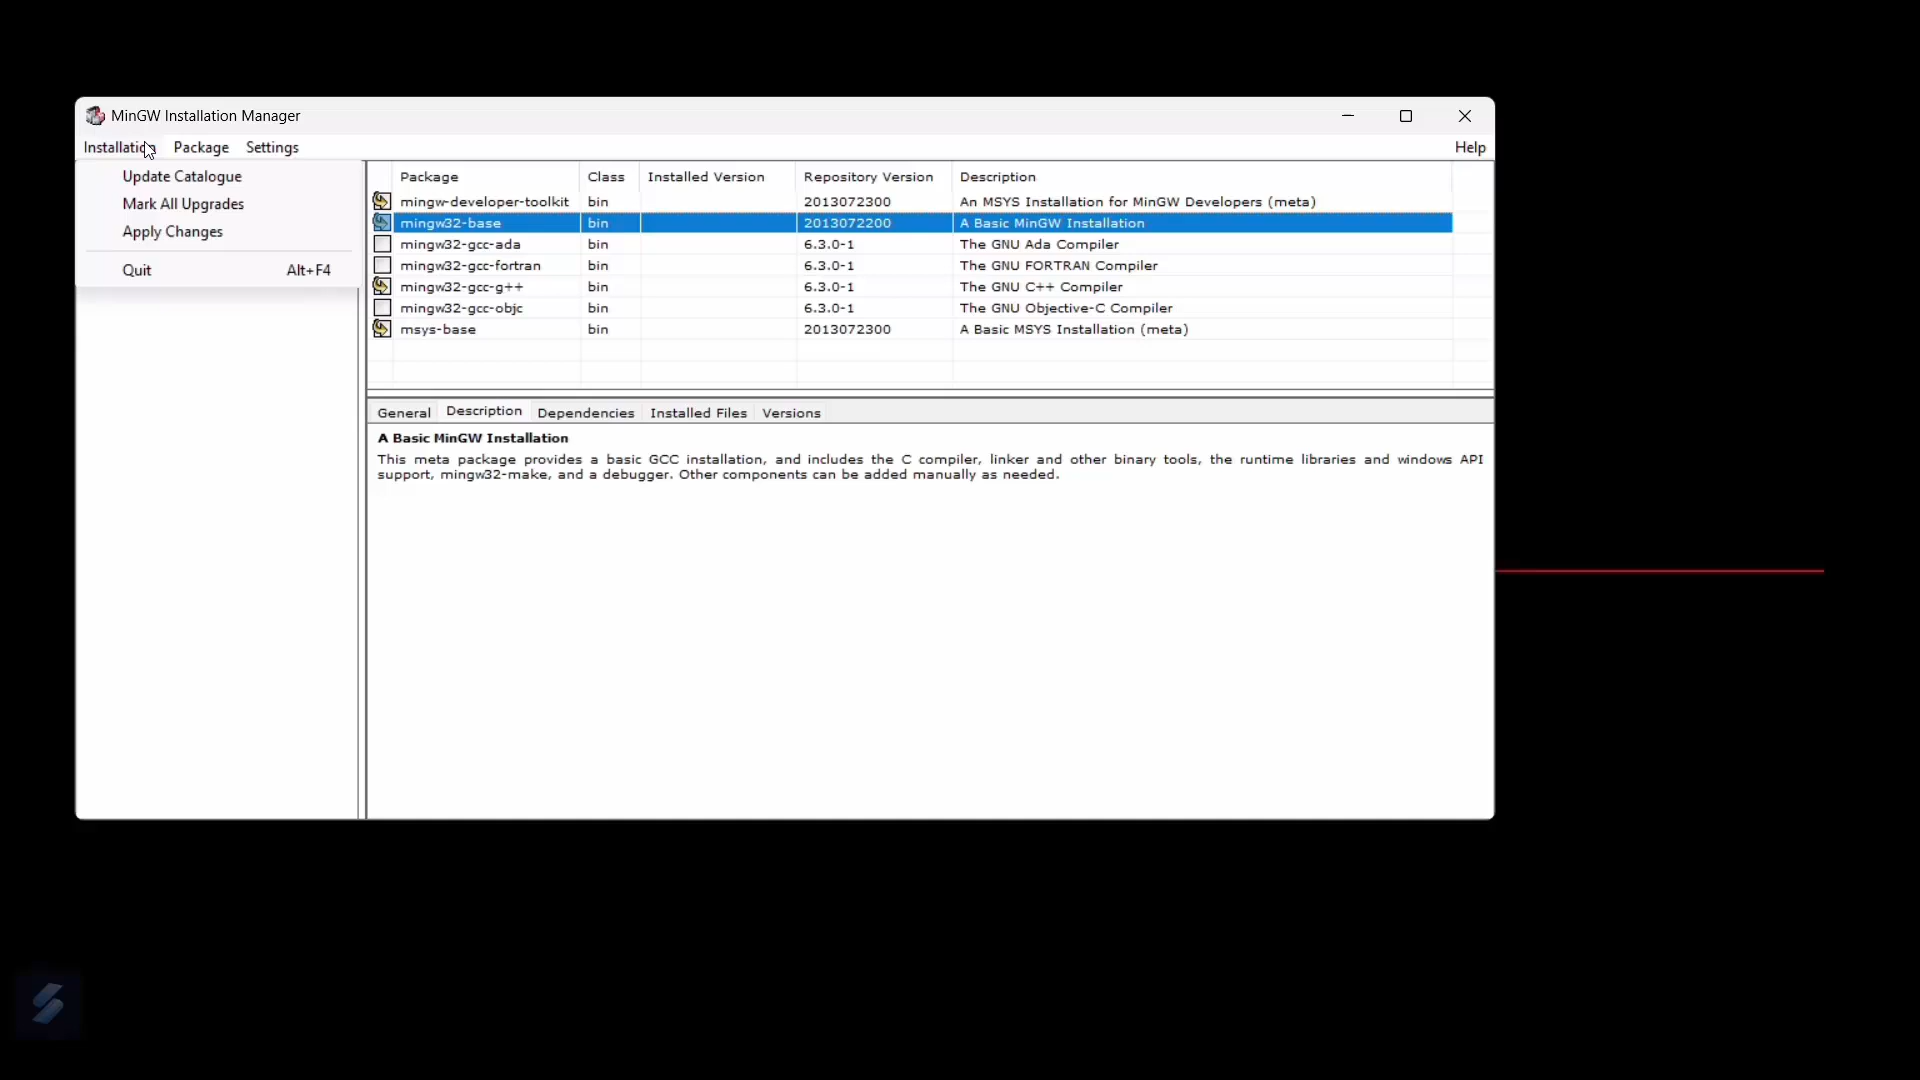 MinGW Installation Manager
Installation Package Settings Help
Update Catalogue
Mark All Upgrades
Apply Changes
Quit Alt+F4
Package Class Installed Version Repository Version Description
mingw-developer-toolkit bin 2013072300 An MSYS Installation for MinGW Developers (meta)
mingw32-base bin 2013072200 A Basic MinGW Installation
mingw32-gcc-ada bin 6.3.0-1 The GNU Ada Compiler
mingw32-gcc-fortran bin 6.3.0-1 The GNU FORTRAN Compiler
mingw32-gcc-g++ bin 6.3.0-1 The GNU C++ Compiler
mingw32-gcc-objc bin 6.3.0-1 The GNU Objective-C Compiler
msys-base bin 2013072300 A Basic MSYS Installation (meta)
General Description Dependencies Installed Files Versions
A Basic MinGW Installation
This meta package provides a basic GCC installation, and includes the C compiler, linker and other binary tools, the runtime libraries and windows API
support, mingw32-make, and a debugger. Other components can be added manually as needed.